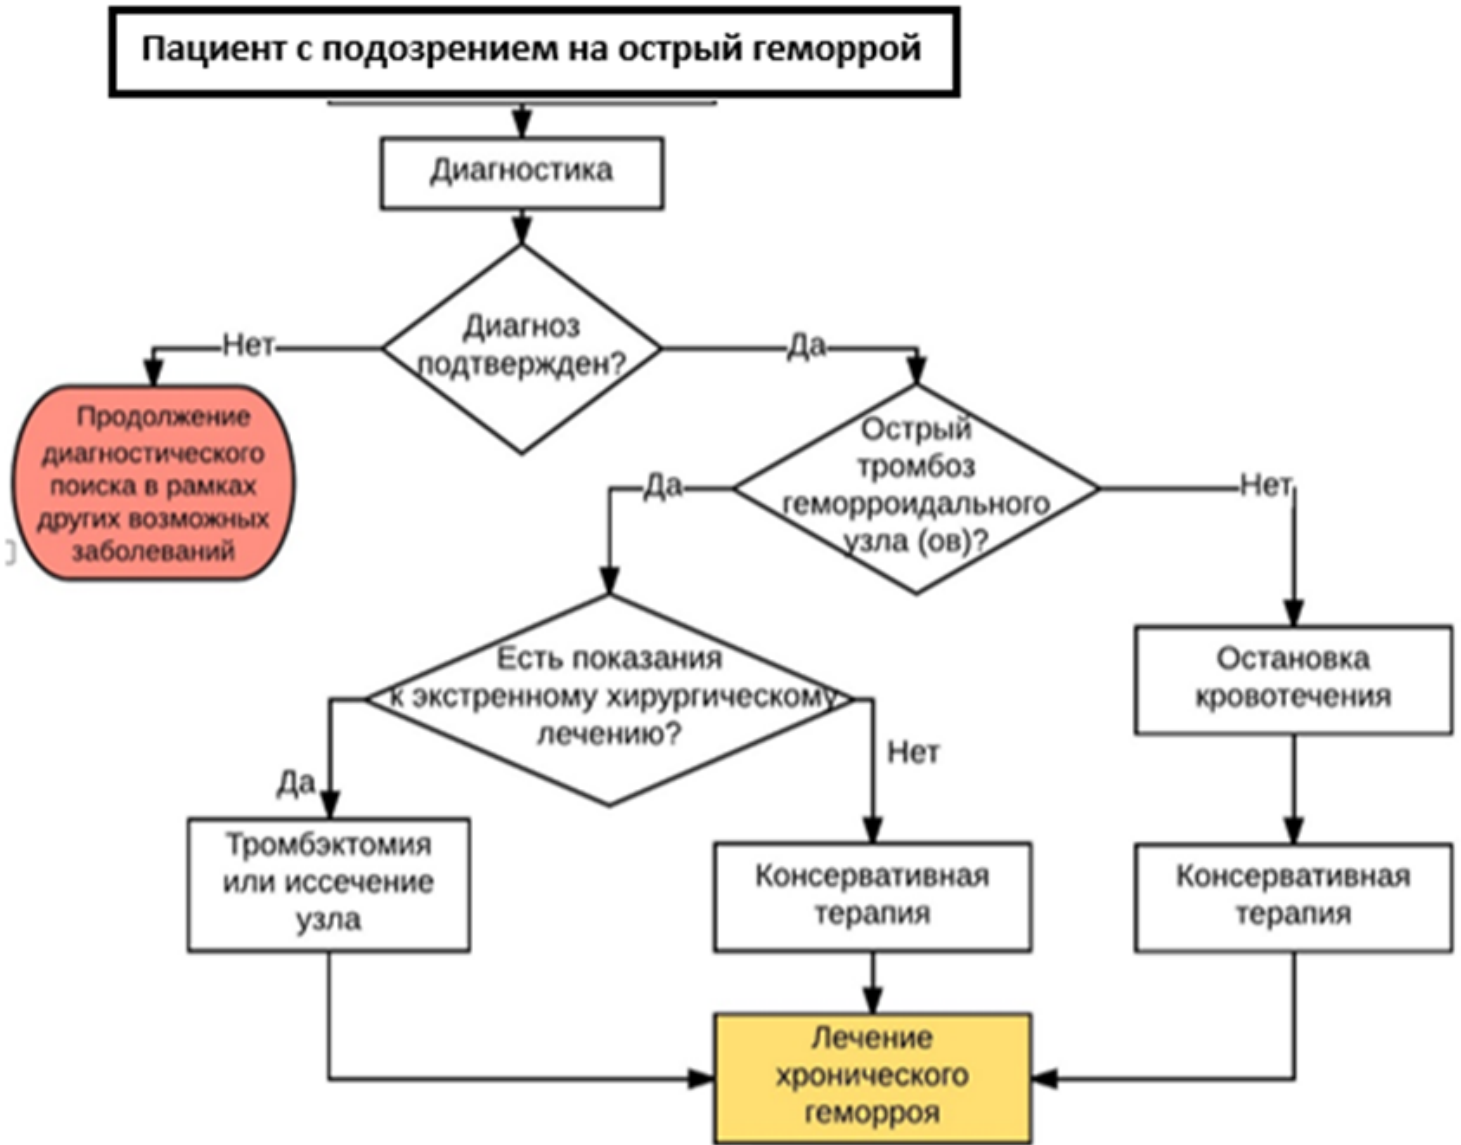 Пациент с подозрением на острый геморрой
Диагностика
Диагноз
подтвержден?
Нет
Да
Продолжение
диагностического
поиска в рамках
других возможных
заболеваний
Острый
тромбоз
геморроидального
узла (ов)?
Да
Нет
Есть показания
к экстренному хирургическому
лечению?
Да
Нет
Остановка
кровотечения
Тромбэктомия
или иссечение
узла
Консервативная
терапия
Консервативная
терапия
Лечение
хронического
геморроя